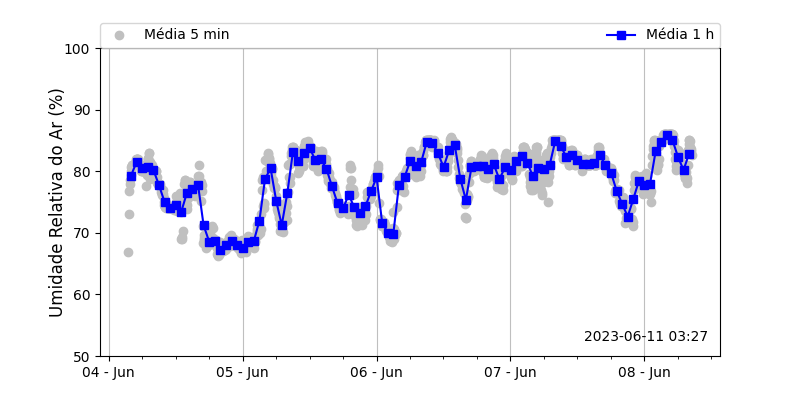 Média 5 min
Média 1 h
100
90
80
70
60
50
Umidade Relativa do Ar (%)
2023-06-11 03:27
04 - Jun
05 - Jun
06 - Jun
07 - Jun
08 - Jun